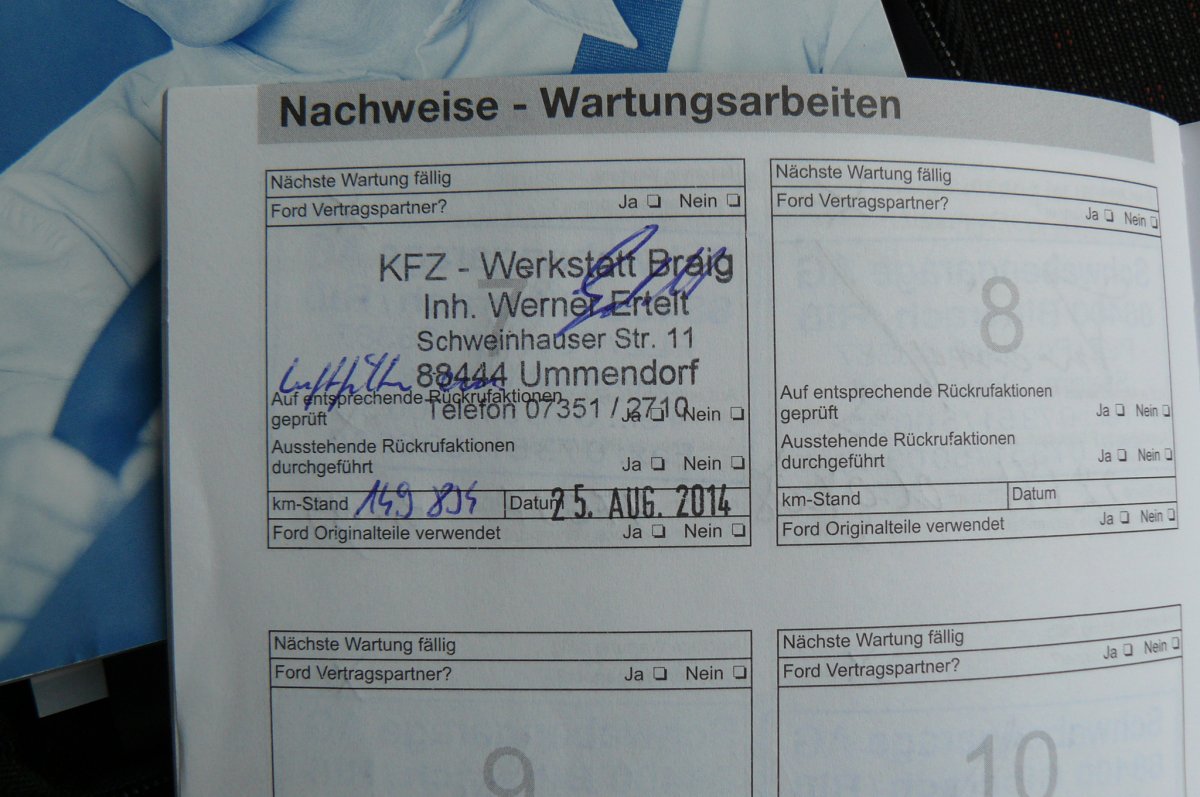 Nachweise - Wartungsarbeiten
Nächste Wartung fällig
Ford Vertragspartner? Ja Nein
7
KFZ - Werkstatt Braig
Inh. Werner Ertelt
Schweinhauser Str. 11
88444 Ummendorf
Telefon 07351 / 2710
Luftfilter
Auf entsprechende Rückrufaktionen
geprüft Ja Nein
Ausstehende Rückrufaktionen
durchgeführt Ja Nein
km-Stand 149 894 Datum 25. AUG. 2014
Ford Originalteile verwendet Ja Nein
Nächste Wartung fällig
Ford Vertragspartner? Ja Nein
8
Auf entsprechende Rückrufaktionen
geprüft Ja Nein
Ausstehende Rückrufaktionen
durchgeführt Ja Nein
km-Stand Datum
Ford Originalteile verwendet Ja Nein
Nächste Wartung fällig
Ford Vertragspartner? Ja Nein
9
Nächste Wartung fällig
Ford Vertragspartner? Ja Nein
10